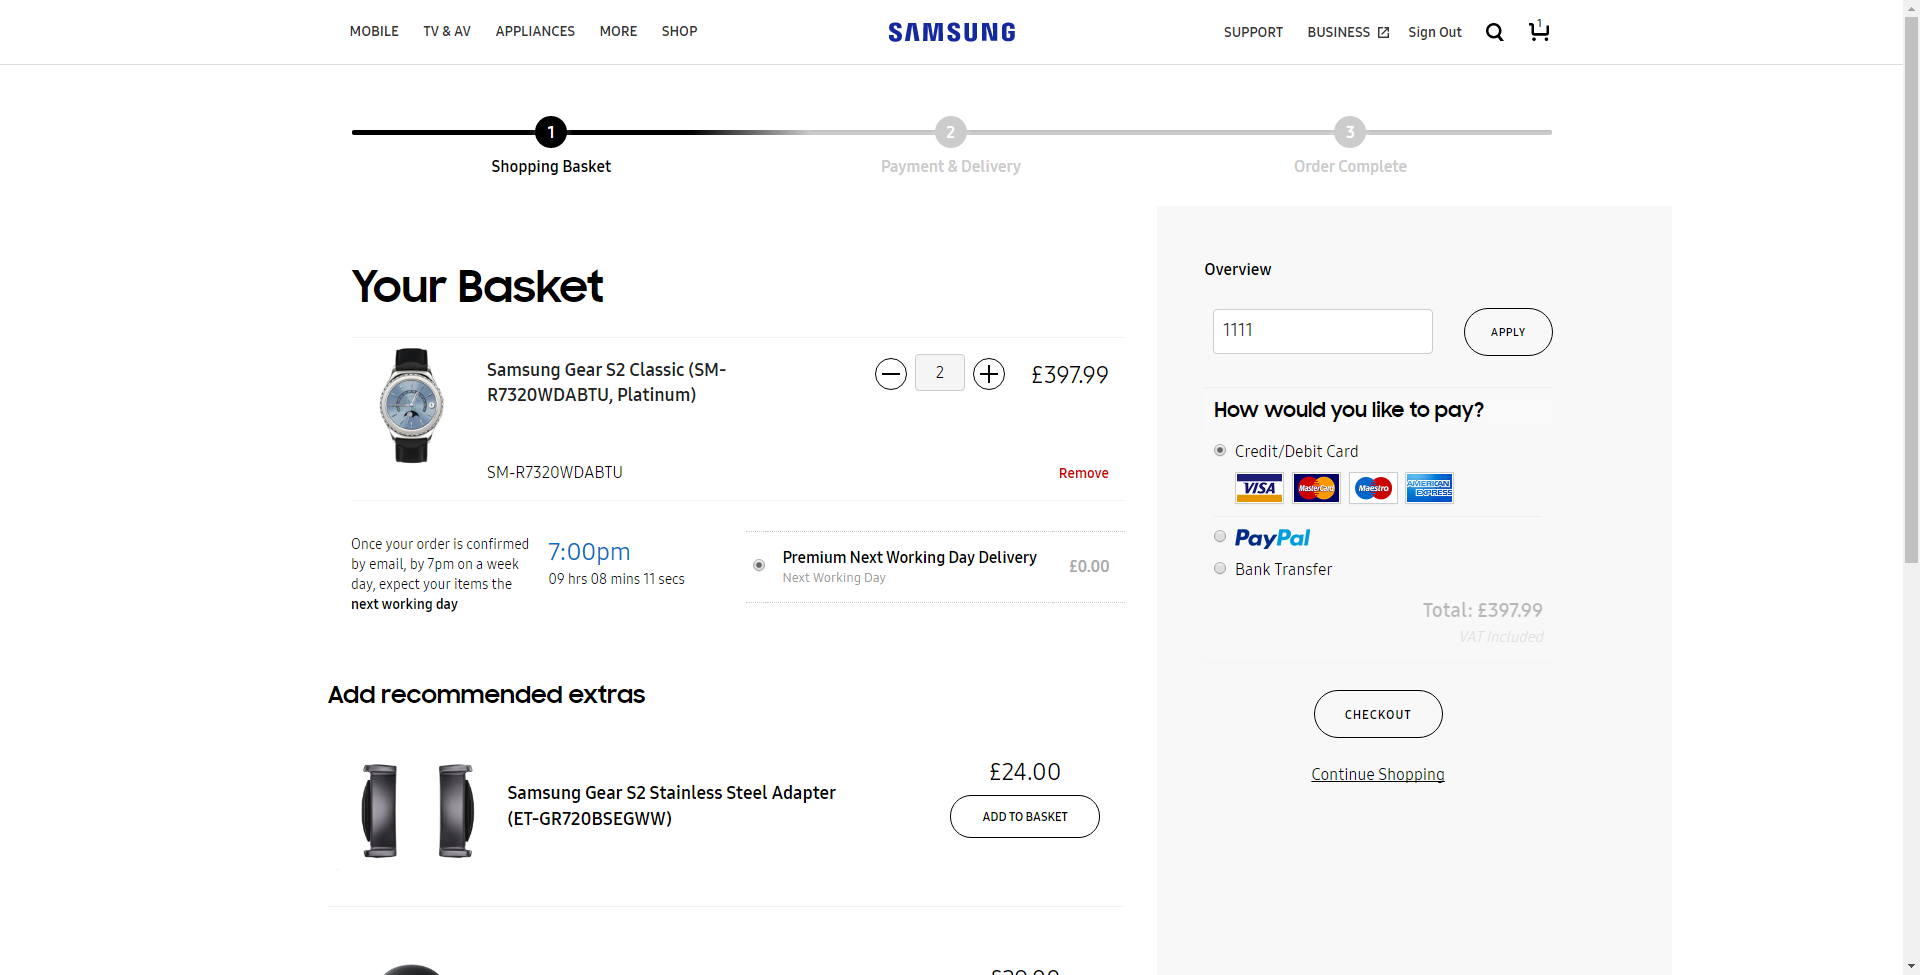 MOBILE TV & AV APPLIANCES MORE SHOP SAMSUNG SUPPORT BUSINESS Sign Out 1
1 2 3
Shopping Basket Payment & Delivery Order Complete
Your Basket
Samsung Gear S2 Classic (SM-
R7320WDABTU, Platinum)
2 £397.99
SM-R7320WDABTU Remove
Once your order is confirmed
by email, by 7pm on a week
day, expect your items the
next working day
7:00pm
09 hrs 08 mins 11 secs
Premium Next Working Day Delivery
Next Working Day
£0.00
Add recommended extras
Samsung Gear S2 Stainless Steel Adapter
(ET-GR720BSEGWW)
£24.00
ADD TO BASKET
Overview
1111 APPLY
How would you like to pay?
Credit/Debit Card
VISA MasterCard Maestro AMERICAN EXPRESS
PayPal
Bank Transfer
Total: £397.99
VAT Included
CHECKOUT
Continue Shopping